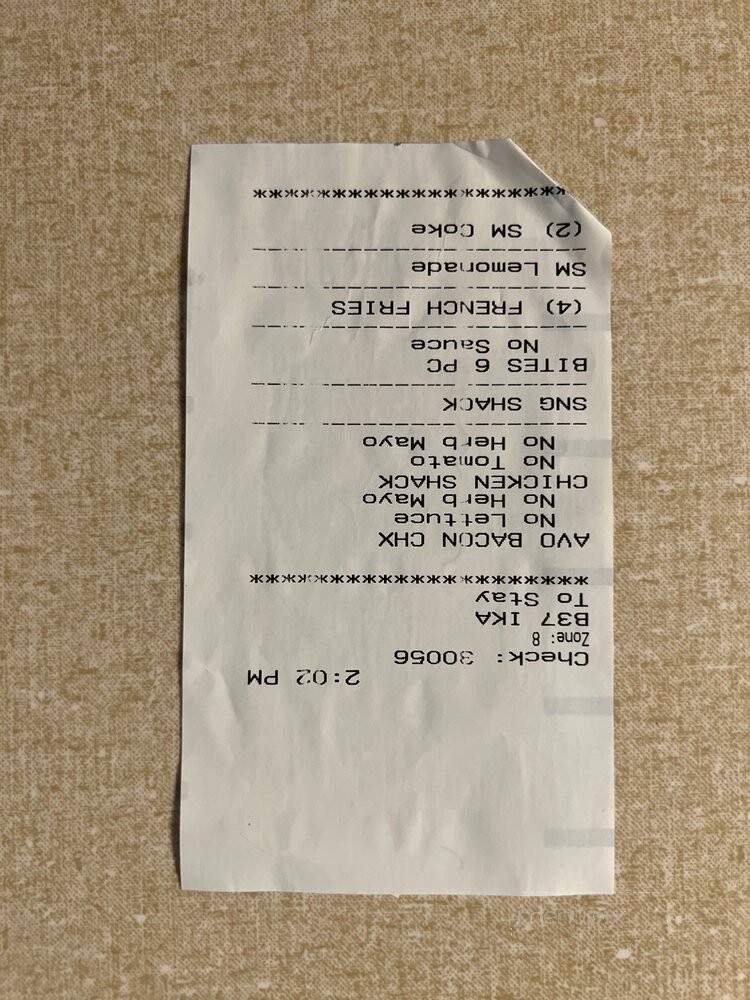 2:02 PM
Check: 30056
Zone: 8
B37 IKA
To Stay
**********************************
AVO BACON CHX
No Lettuce
No Herb Mayo
CHICKEN SHACK
No Tomato
No Herb Mayo
SNG SHACK
BITES 6 PC
No Sauce
(4) FRENCH FRIES
SM Lemonade
(2) SM Coke
**********************************